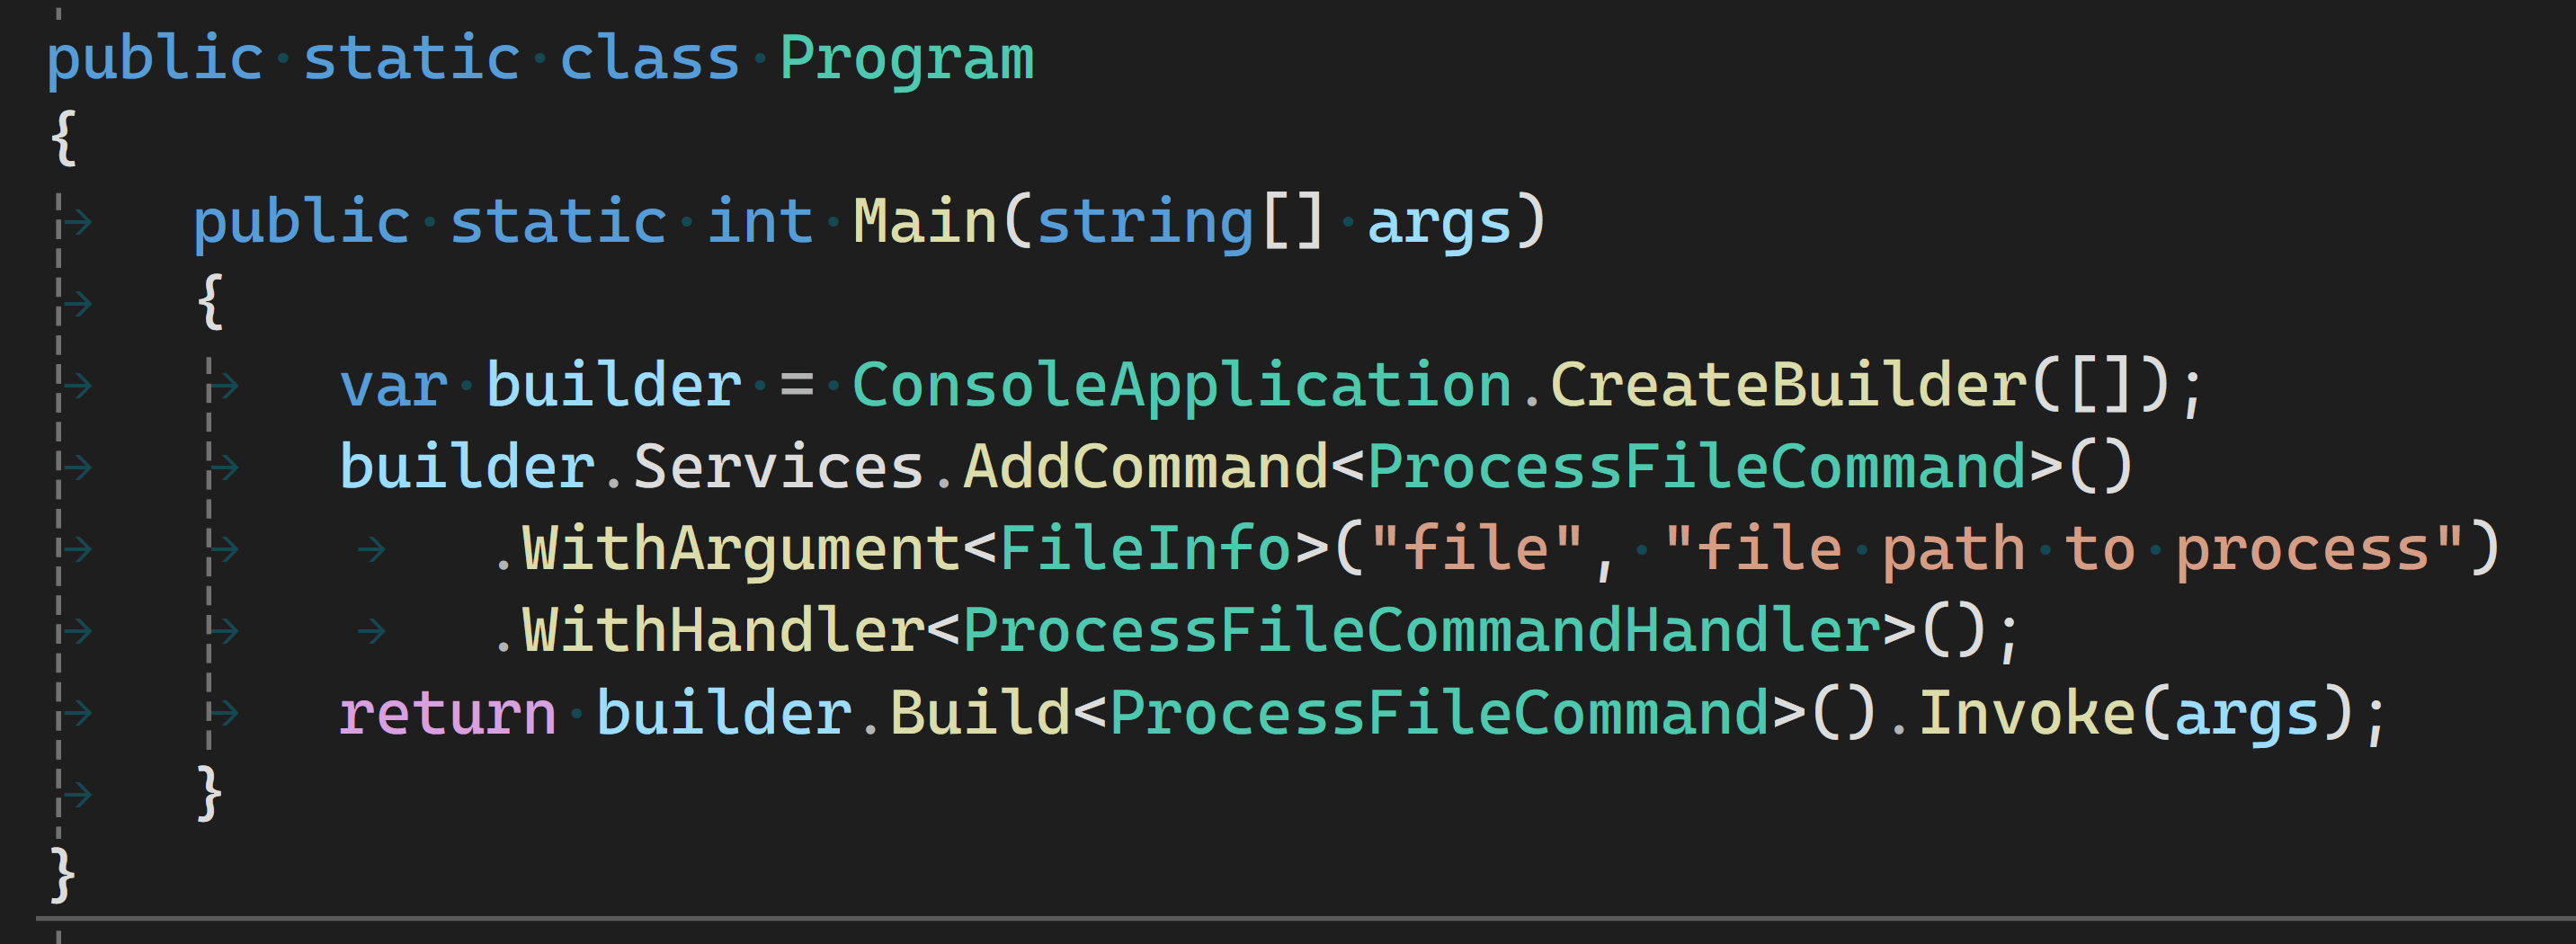 public static class Program
{
    public static int Main(string[] args)
    {
        var builder = ConsoleApplication.CreateBuilder([]);
        builder.Services.AddCommand<ProcessFileCommand>()
            .WithArgument<FileInfo>("file", "file path to process")
            .WithHandler<ProcessFileCommandHandler>();
        return builder.Build<ProcessFileCommand>().Invoke(args);
    }
}